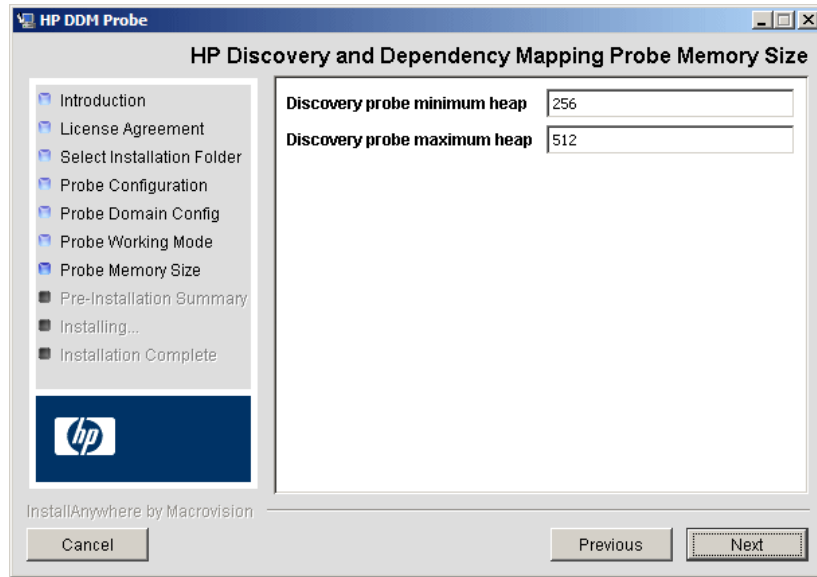 HP DDM Probe
HP Discovery and Dependency Mapping Probe Memory Size
Introduction
License Agreement
Select Installation Folder
Probe Configuration
Probe Domain Config
Probe Working Mode
Probe Memory Size
Pre-Installation Summary
Installing...
Installation Complete
Discovery probe minimum heap 256
Discovery probe maximum heap 512
hp
InstallAnywhere by Macrovision
Cancel Previous Next